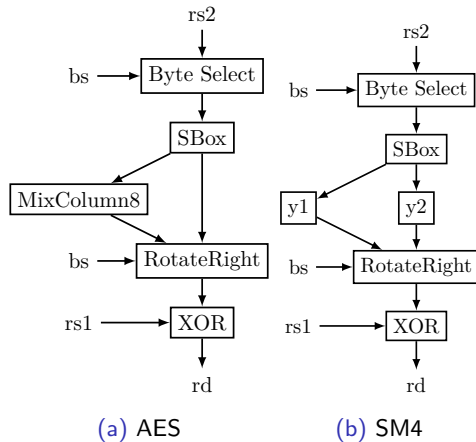 rs2
bs
Byte Select
SBox
MixColumn8
bs
RotateRight
rs1
XOR
rd
(a) AES
rs2
bs
Byte Select
SBox
y1
y2
bs
RotateRight
rs1
XOR
rd
(b) SM4